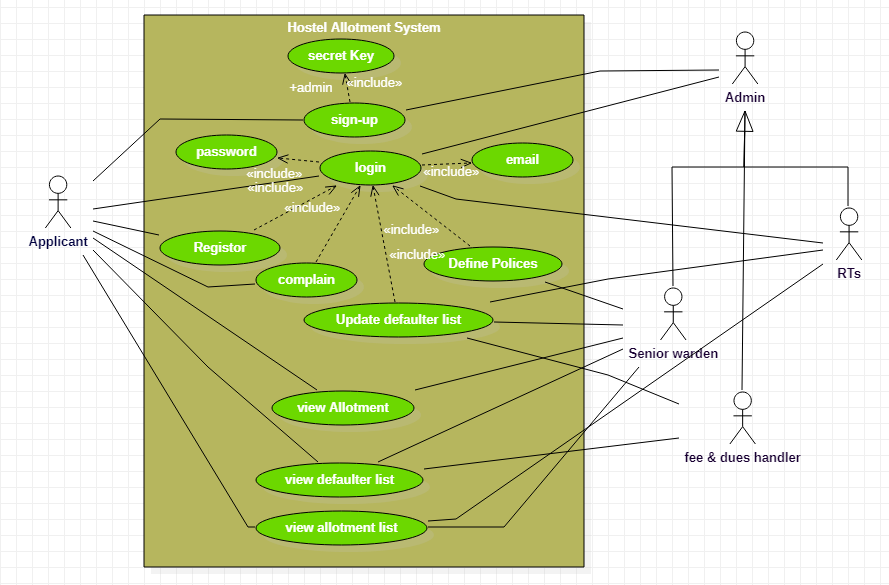 Hostel Allotment System
secret Key
+admin
«include»
sign-up
Admin
password
login
email
«include»
«include»
«include»
«include»
Applicant
Registor
«include»
complain
«include»
Define Polices
RTs
Update defaulter list
Senior warden
view Allotment
fee & dues handler
view defaulter list
view allotment list